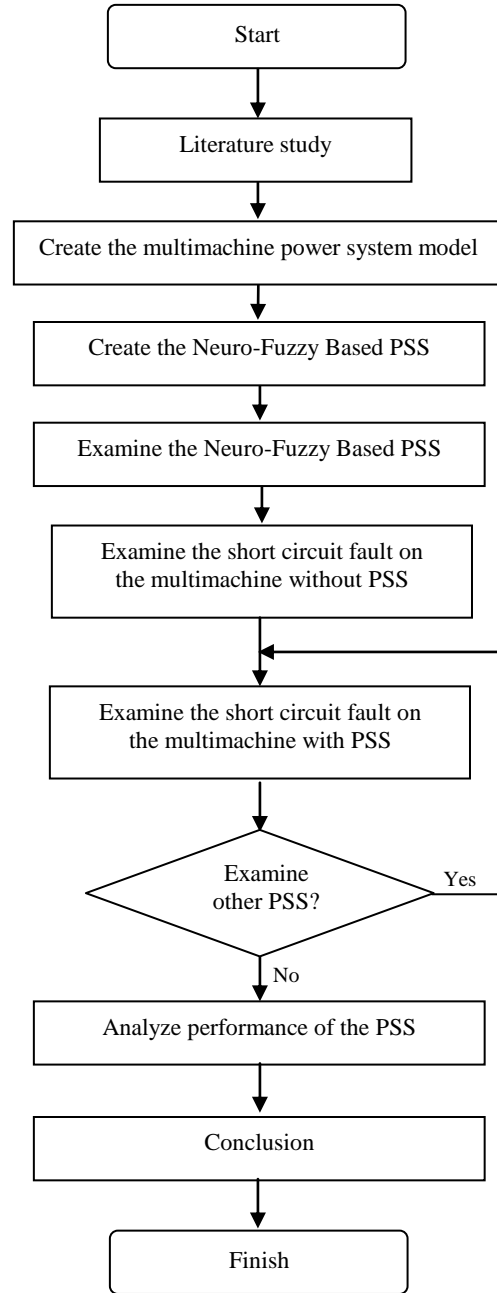 Start
Literature study
Create the multimachine power system model
Create the Neuro-Fuzzy Based PSS
Examine the Neuro-Fuzzy Based PSS
Examine the short circuit fault on
the multimachine without PSS
Examine the short circuit fault on
the multimachine with PSS
Examine
other PSS?
Yes
No
Analyze performance of the PSS
Conclusion
Finish